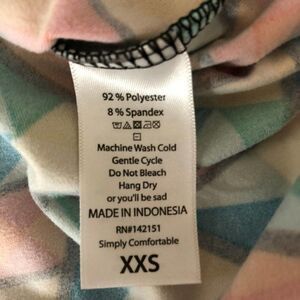 92 % Polyester
8 % Spandex
Machine Wash Cold
Gentle Cycle
Do Not Bleach
Hang Dry
or you'll be sad
MADE IN INDONESIA
RN#142151
Simply Comfortable
XXS